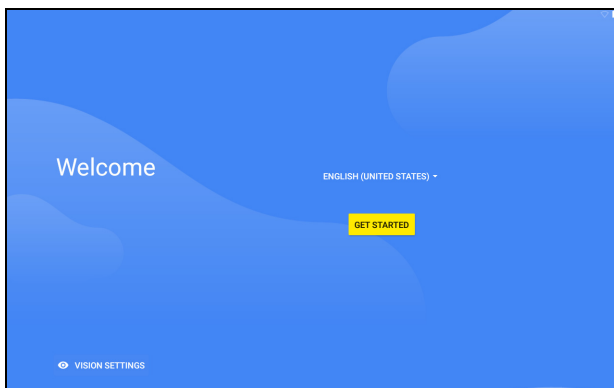 Welcome
ENGLISH (UNITED STATES)
GET STARTED
VISION SETTINGS